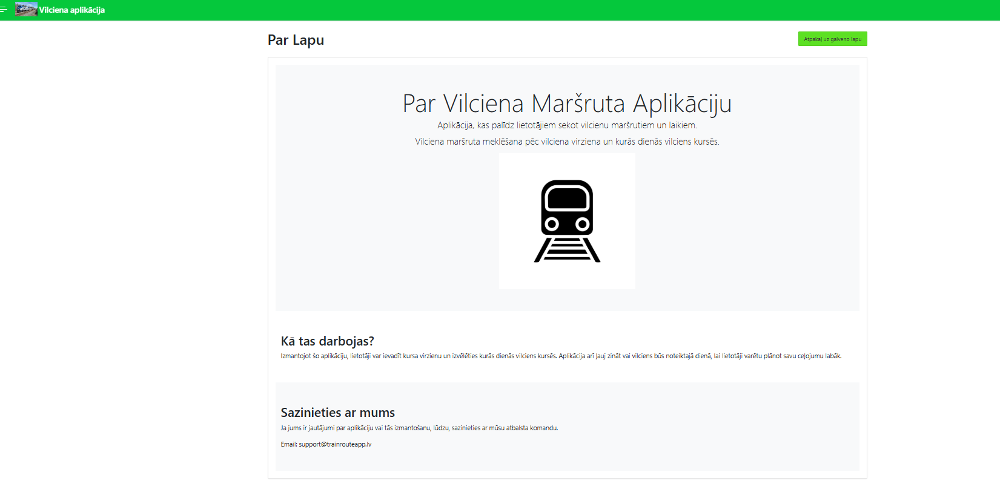 Vilciena aplikācija
Par Lapu
Atpakaļ uz galveno lapu
Par Vilciena Maršruta Aplikāciju
Aplikācija, kas palīdz lietotājiem sekot vilcienu maršrutiem un laikiem.
Vilciena maršruta meklēšana pēc vilciena virziena un kurās dienās vilciens kursēs.
Kā tas darbojas?
Izmantojot šo aplikāciju, lietotāji var ievadīt kursa virzienu un izvēlēties kurās dienās vilciens kursēs. Aplikācija arī ļauj zināt vai vilciens būs noteiktajā dienā, lai lietotāji varētu plānot savu ceļojumu labāk.
Sazinieties ar mums
Ja jums ir jautājumi par aplikāciju vai tās izmantošanu, lūdzu, sazinieties ar mūsu atbalsta komandu.
Email: support@trainrouteapp.lv